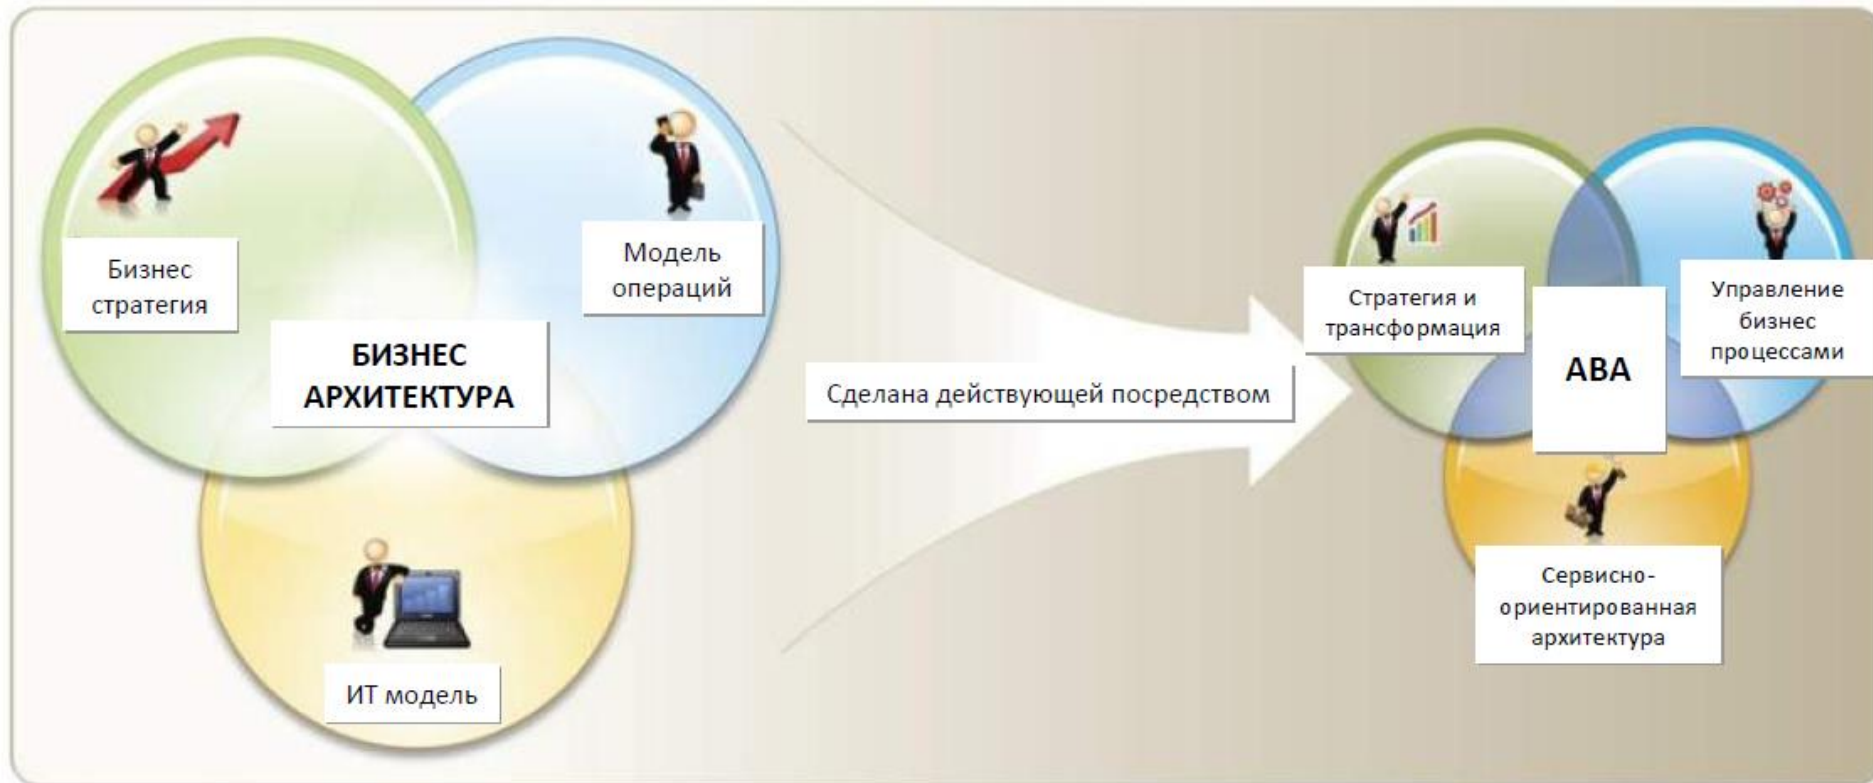 Бизнес
стратегия
Модель
операций
БИЗНЕС
АРХИТЕКТУРА
ИТ модель
Сделана действующей посредством
Стратегия и
трансформация
Управление
бизнес
процессами
АВА
Сервисно-
ориентированная
архитектура